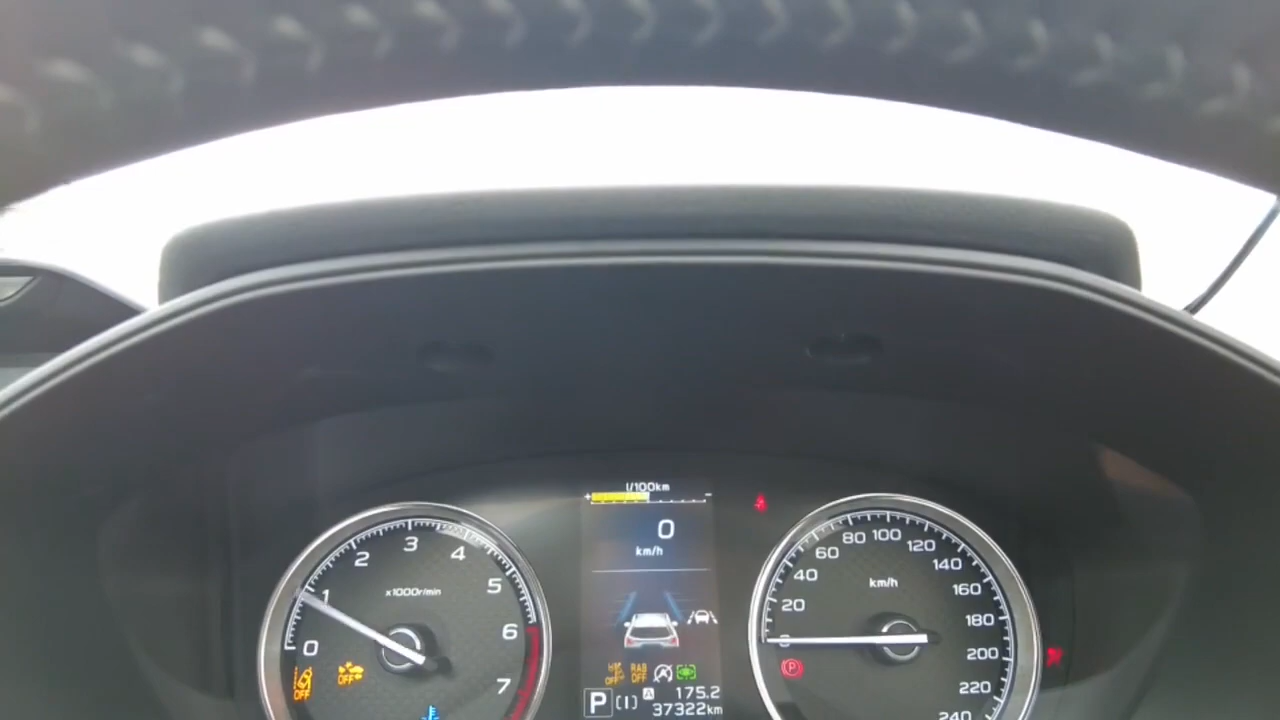 l/100km
+ -
0
km/h
0 1 2 3 4 5 6 7
x1000r/min
OFF
OFF
0 20 40 60 80 100 120 140 160 180 200 220 240
km/h
P
OFF
RAB
OFF
A
P [I] A 175.2
37322km